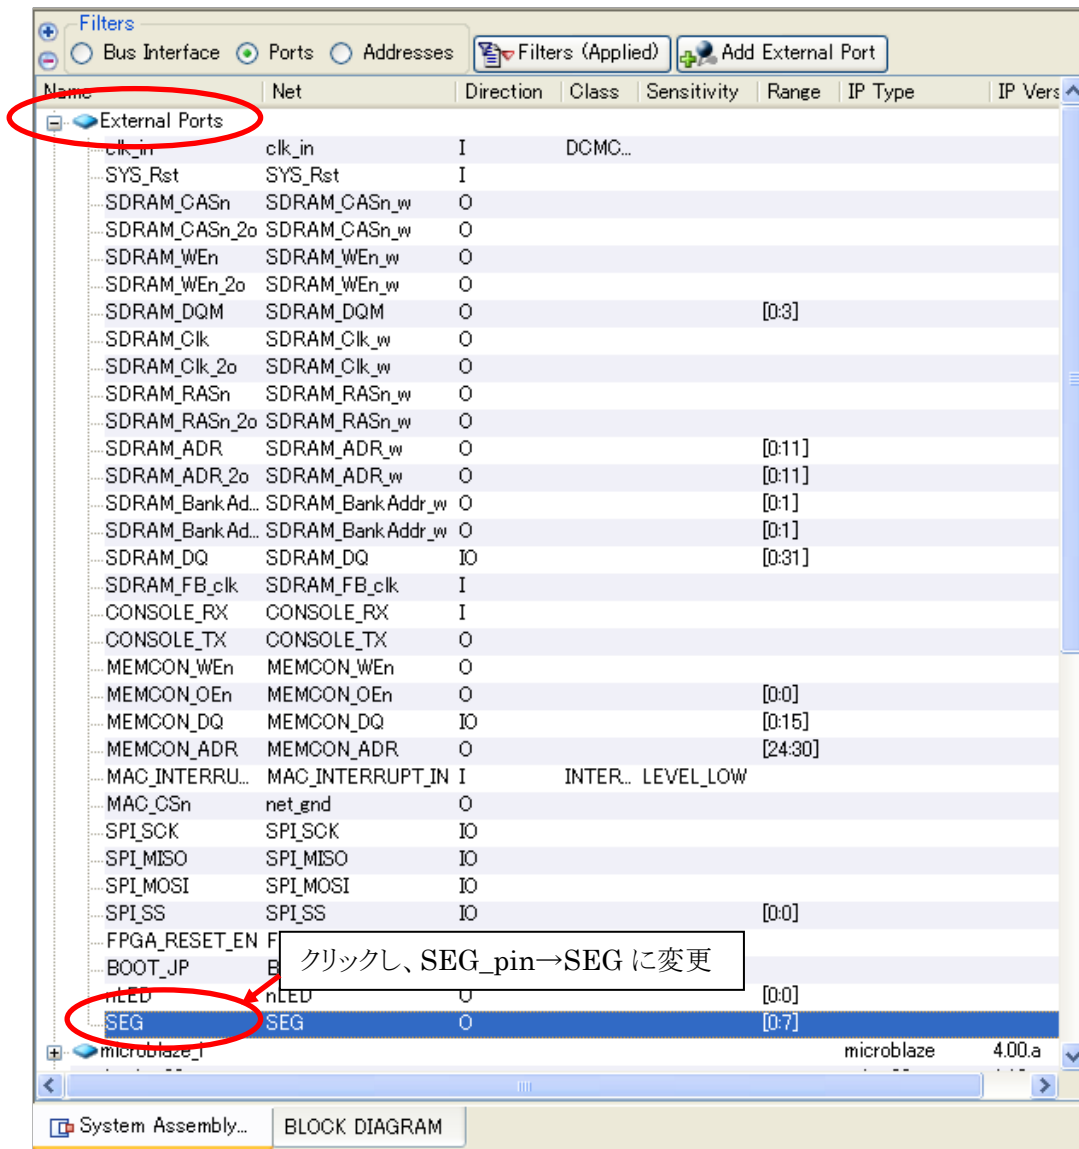 Filters
Bus Interface Ports Addresses Filters (Applied) Add External Port
Name Net Direction Class Sensitivity Range IP Type IP Vers
External Ports
clk_in clk_in I DCMC...
SYS_Rst SYS_Rst I
SDRAM_CASn SDRAM_CASn_w O
SDRAM_CASn_2o SDRAM_CASn_w O
SDRAM_WEn SDRAM_WEn_w O
SDRAM_WEn_2o SDRAM_WEn_w O
SDRAM_DQM SDRAM_DQM O [0:3]
SDRAM_Clk SDRAM_Clk_w O
SDRAM_Clk_2o SDRAM_Clk_w O
SDRAM_RASn SDRAM_RASn_w O
SDRAM_RASn_2o SDRAM_RASn_w O
SDRAM_ADR SDRAM_ADR_w O [0:11]
SDRAM_ADR_2o SDRAM_ADR_w O [0:11]
SDRAM_BankAd... SDRAM_BankAddr_w O [0:1]
SDRAM_BankAd... SDRAM_BankAddr_w O [0:1]
SDRAM_DQ SDRAM_DQ IO [0:31]
SDRAM_FB_clk SDRAM_FB_clk I
CONSOLE_RX CONSOLE_RX I
CONSOLE_TX CONSOLE_TX O
MEMCON_WEn MEMCON_WEn O
MEMCON_OEn MEMCON_OEn O [0:0]
MEMCON_DQ MEMCON_DQ IO [0:15]
MEMCON_ADR MEMCON_ADR O [24:30]
MAC_INTERRU... MAC_INTERRUPT_IN I INTER... LEVEL_LOW
MAC_CSn net_gnd O
SPI_SCK SPI_SCK IO
SPI_MISO SPI_MISO IO
SPI_MOSI SPI_MOSI IO
SPI_SS SPI_SS IO [0:0]
FPGA_RESET_EN F
クリックし、SEG_pin→SEG に変更
BOOT_JP B
nLED nLED O [0:0]
SEG SEG O [0:7]
microblaze_i microblaze 4.00.a
System Assembly... BLOCK DIAGRAM